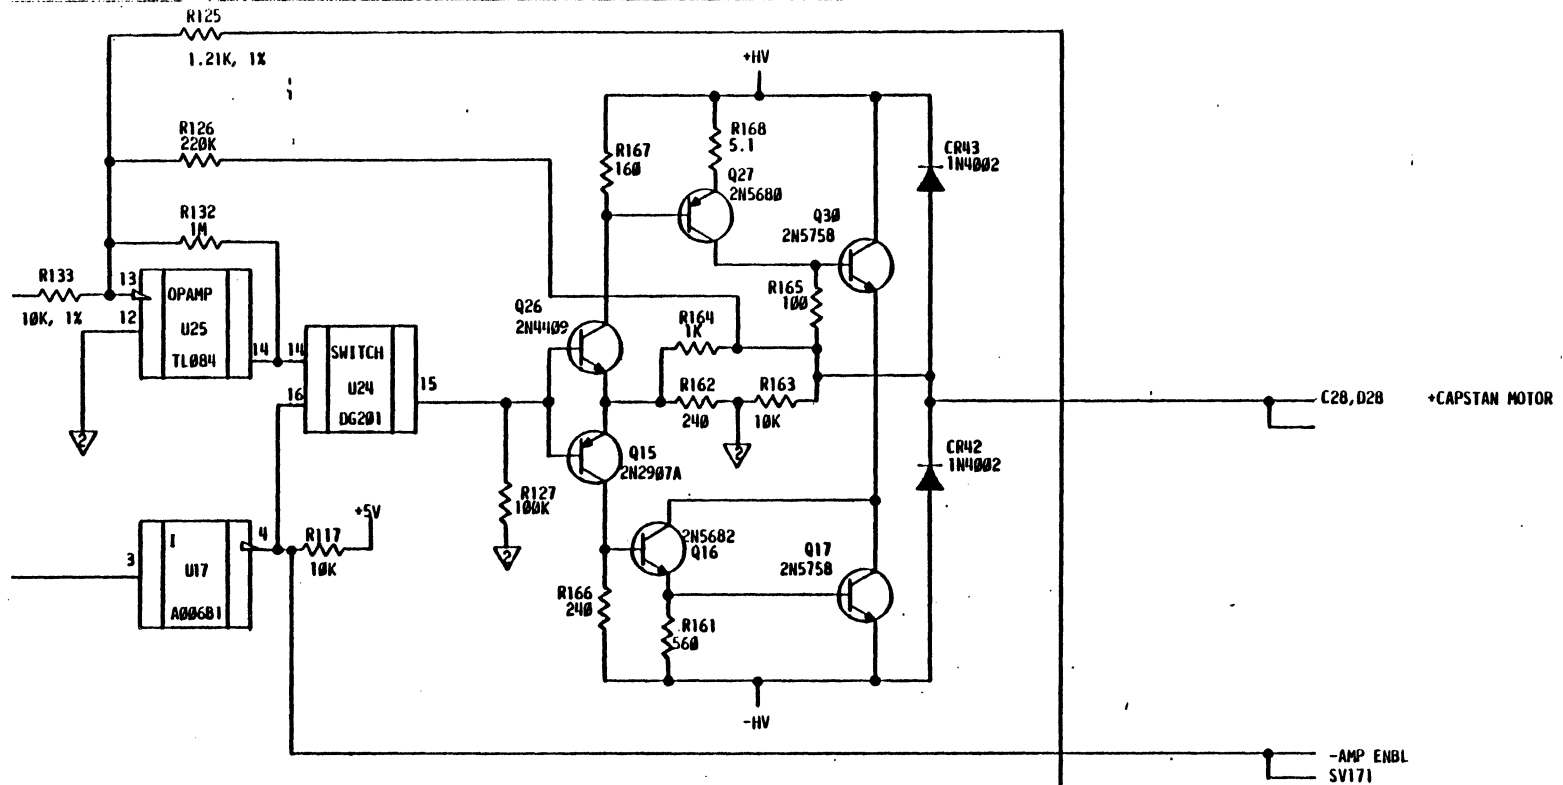 R125
1.21K, 1%
+HV
R126
220K
R167
160
R168
5.1
CR43
1N4002
Q27
2N5680
R132
1M
Q30
2N5758
R133
10K, 1%
13
12
OPAMP
U25
TL084
14
14
16
SWITCH
U24
DG201
15
Q26
2N4409
R165
100
R164
1K
R162
240
R163
10K
2
2
C28,D28
+CAPSTAN MOTOR
Q15
2N2907A
CR42
1N4002
R127
100K
2
+5V
R117
10K
3
I
U17
A00681
4
2N5682
Q16
Q17
2N5758
R166
240
R161
560
-HV
-AMP ENBL
SV171